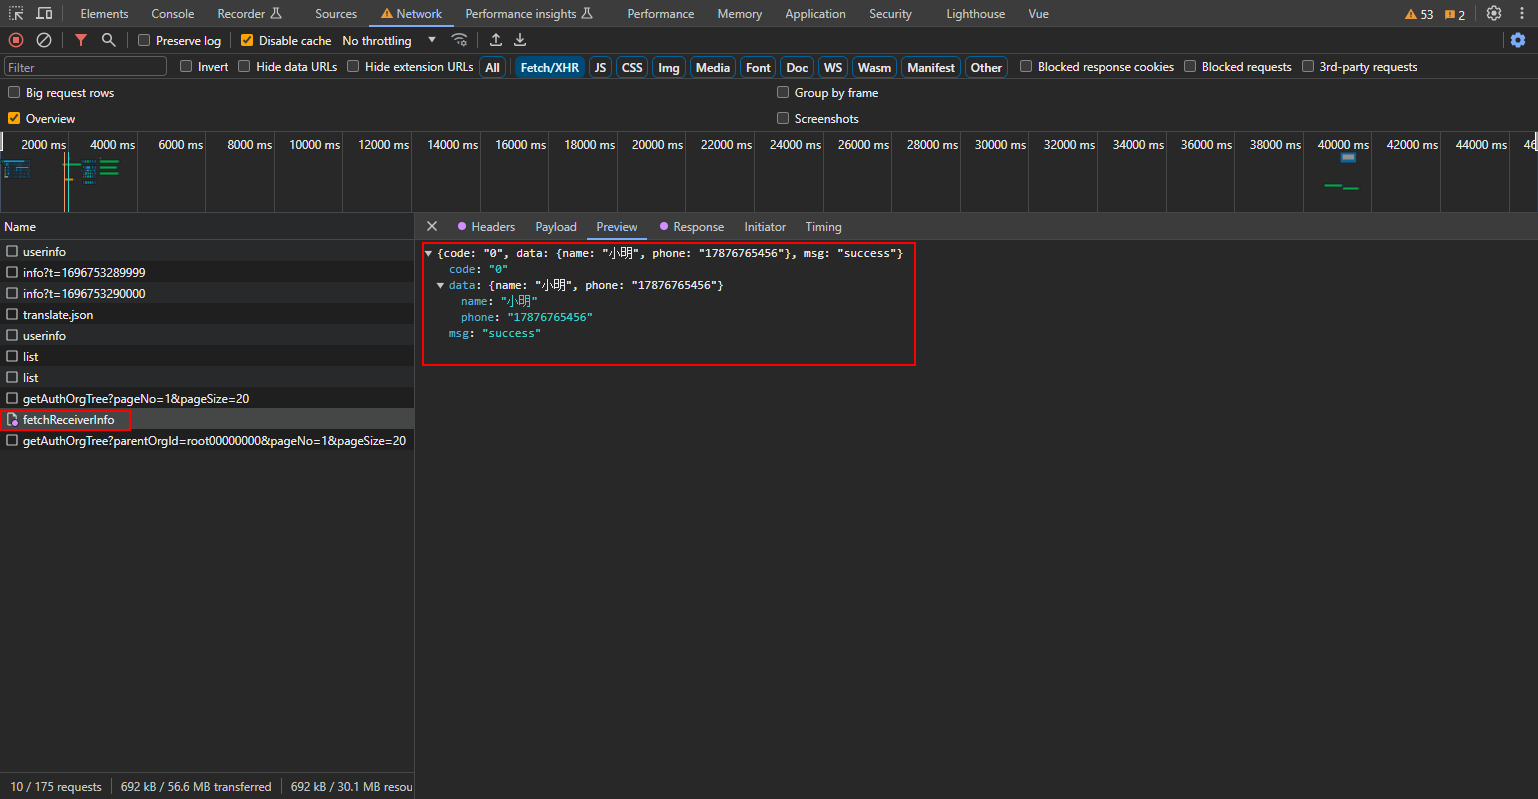 Elements Console Recorder Sources Network Performance insights Performance Memory Application Security Lighthouse Vue 53 2
Preserve log Disable cache No throttling
Filter Invert Hide data URLs Hide extension URLs All Fetch/XHR JS CSS Img Media Font Doc WS Wasm Manifest Other Blocked response cookies Blocked requests 3rd-party requests
Big request rows Group by frame
Overview Screenshots
2000 ms 4000 ms 6000 ms 8000 ms 10000 ms 12000 ms 14000 ms 16000 ms 18000 ms 20000 ms 22000 ms 24000 ms 26000 ms 28000 ms 30000 ms 32000 ms 34000 ms 36000 ms 38000 ms 40000 ms 42000 ms 44000 ms 46
Name Headers Payload Preview Response Initiator Timing
userinfo
info?t=1696753289999
info?t=1696753290000
translate.json
userinfo
list
list
getAuthOrgTree?pageNo=1&pageSize=20
fetchReceiverInfo
getAuthOrgTree?parentOrgId=root00000000&pageNo=1&pageSize=20
{code: "0", data: {name: "小明", phone: "17876765456"}, msg: "success"}
code: "0"
data: {name: "小明", phone: "17876765456"}
name: "小明"
phone: "17876765456"
msg: "success"
10 / 175 requests 692 kB / 56.6 MB transferred 692 kB / 30.1 MB resou